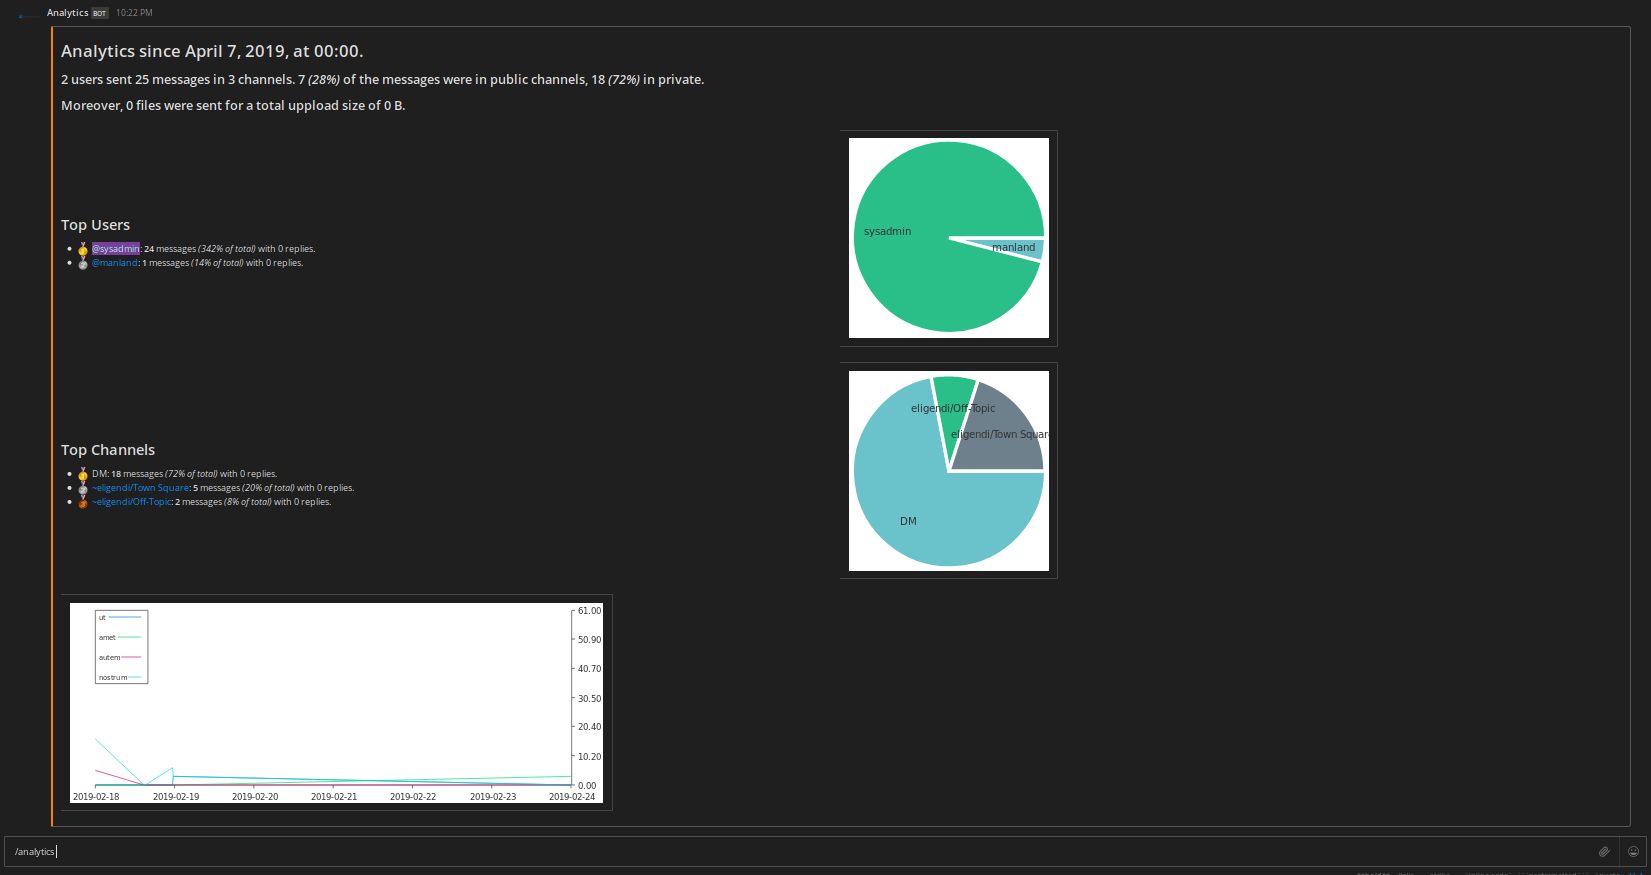 Analytics BOT 10:22 PM
Analytics since April 7, 2019, at 00:00.
2 users sent 25 messages in 3 channels. 7 (28%) of the messages were in public channels, 18 (72%) in private.
Moreover, 0 files were sent for a total uppload size of 0 B.
Top Users
@sysadmin: 24 messages (342% of total) with 0 replies.
@manland: 1 messages (14% of total) with 0 replies.
sysadmin
manland
Top Channels
DM: 18 messages (72% of total) with 0 replies.
~eligendi/Town Square: 5 messages (20% of total) with 0 replies.
~eligendi/Off-Topic: 2 messages (8% of total) with 0 replies.
eligendi/Off-Topic
eligendi/Town Squar
DM
ut
amet
autem
nostrum
61.00
50.90
40.70
30.50
20.40
10.20
0.00
2019-02-18 2019-02-19 2019-02-20 2019-02-21 2019-02-22 2019-02-23 2019-02-24
/analytics